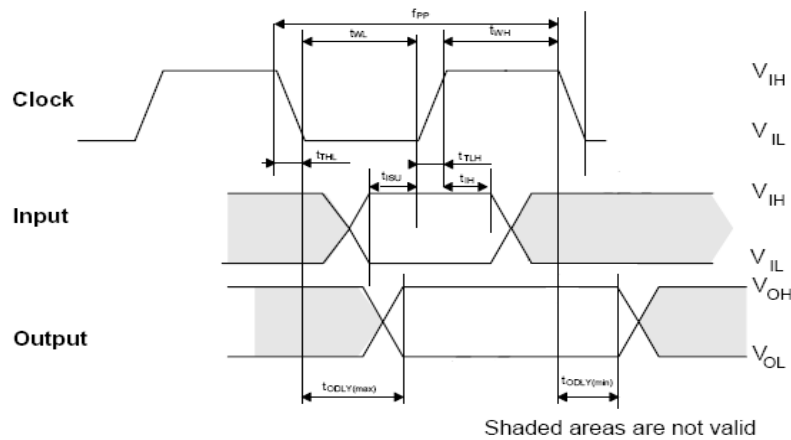 fPP
tWL
tWH
Clock
VIH
VIL
tTHL
tTLH
tISU
tIH
Input
VIH
VIL
VOH
Output
VOL
tODLY(max)
tODLY(min)
Shaded areas are not valid